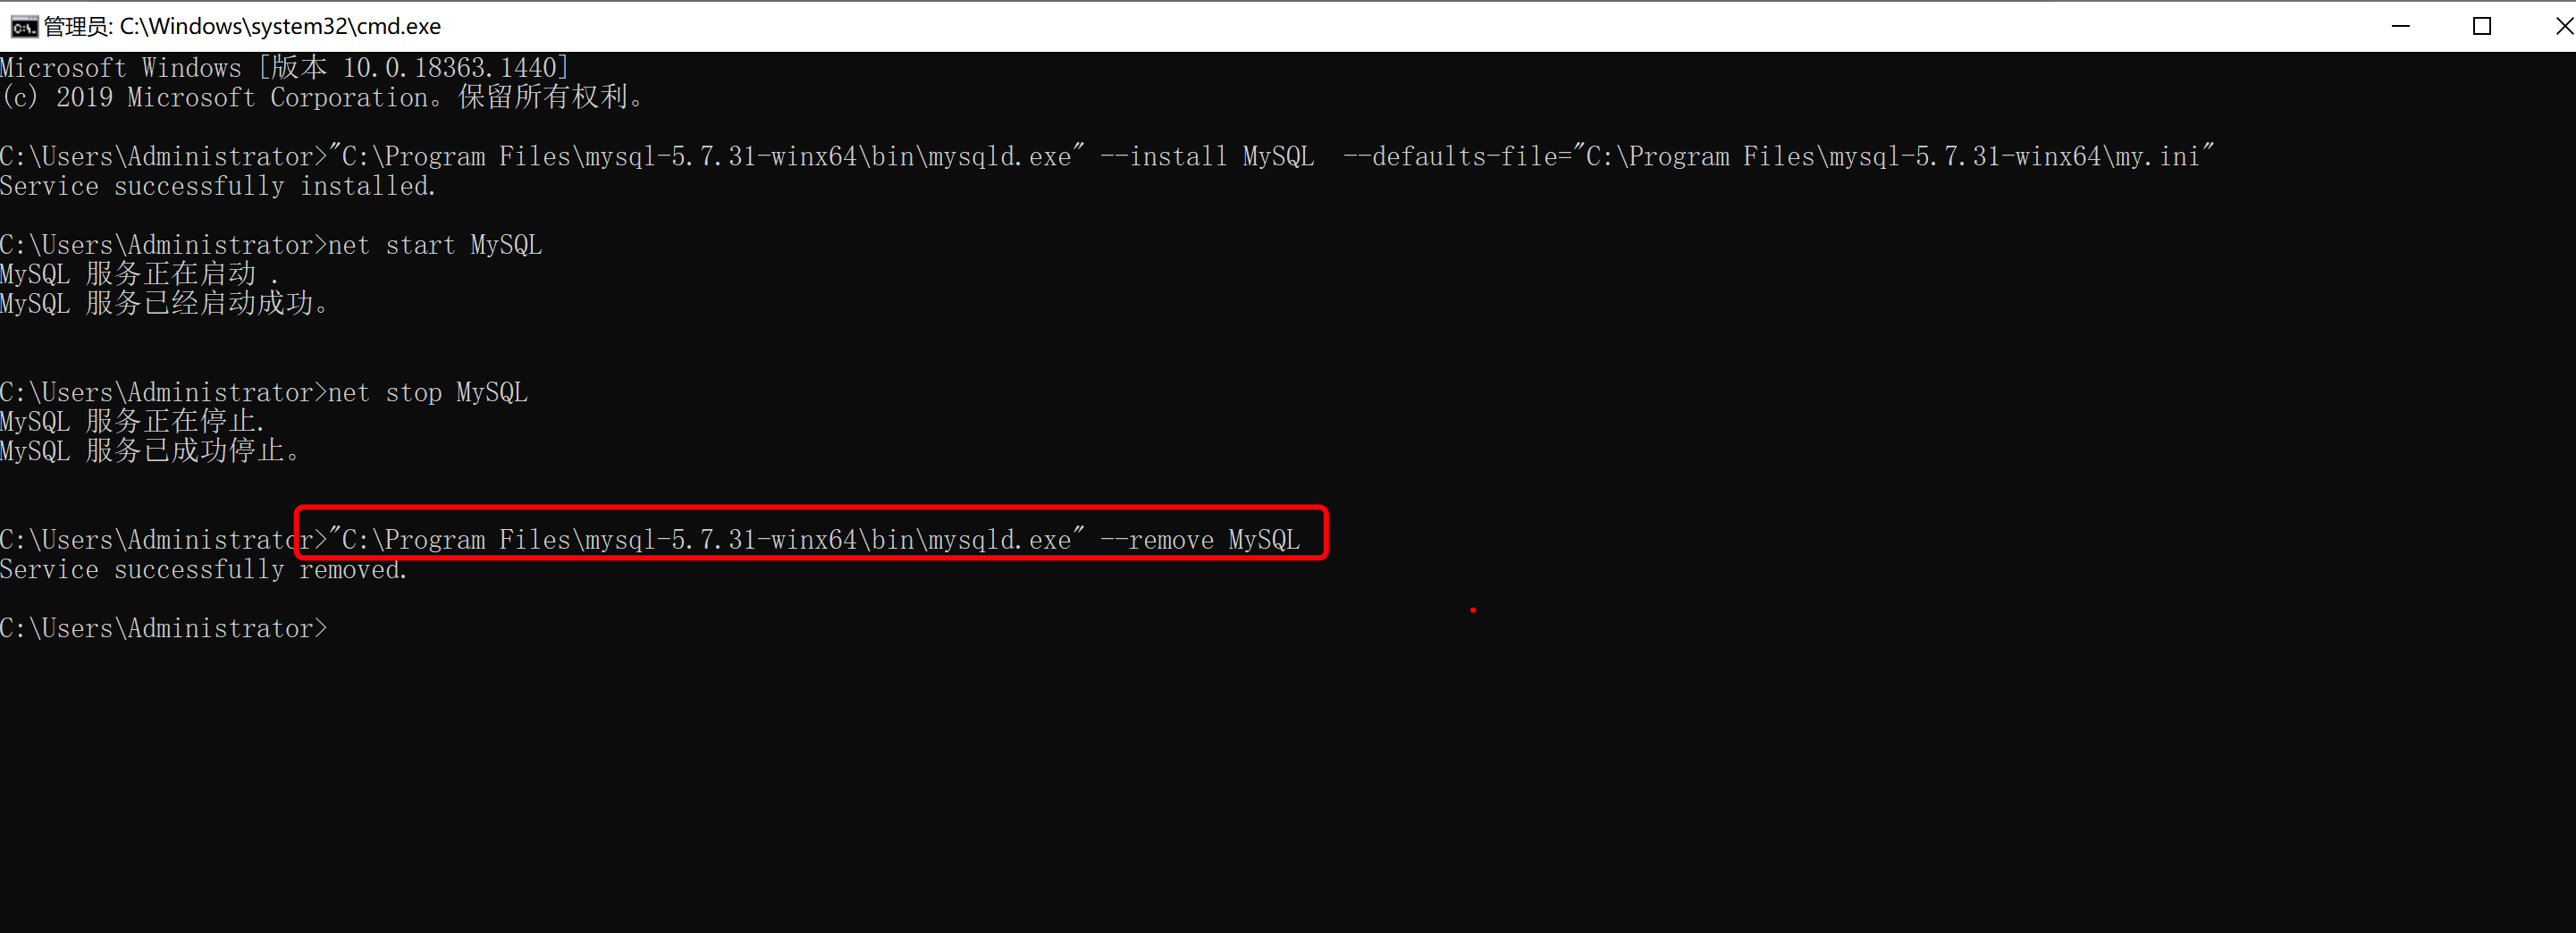 管理员: C:\Windows\system32\cmd.exe
Microsoft Windows [版本 10.0.18363.1440]
(c) 2019 Microsoft Corporation。保留所有权利。
C:\Users\Administrator>"C:\Program Files\mysql-5.7.31-winx64\bin\mysqld.exe" --install MySQL  --defaults-file="C:\Program Files\mysql-5.7.31-winx64\my.ini"
Service successfully installed.
C:\Users\Administrator>net start MySQL
MySQL 服务正在启动 .
MySQL 服务已经启动成功。
C:\Users\Administrator>net stop MySQL
MySQL 服务正在停止.
MySQL 服务已成功停止。
C:\Users\Administrator>"C:\Program Files\mysql-5.7.31-winx64\bin\mysqld.exe" --remove MySQL
Service successfully removed.
C:\Users\Administrator>